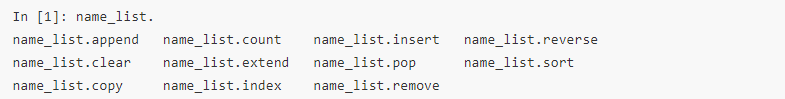 In [1]: name_list.
name_list.append   name_list.count    name_list.insert   name_list.reverse
name_list.clear    name_list.extend   name_list.pop      name_list.sort
name_list.copy     name_list.index    name_list.remove